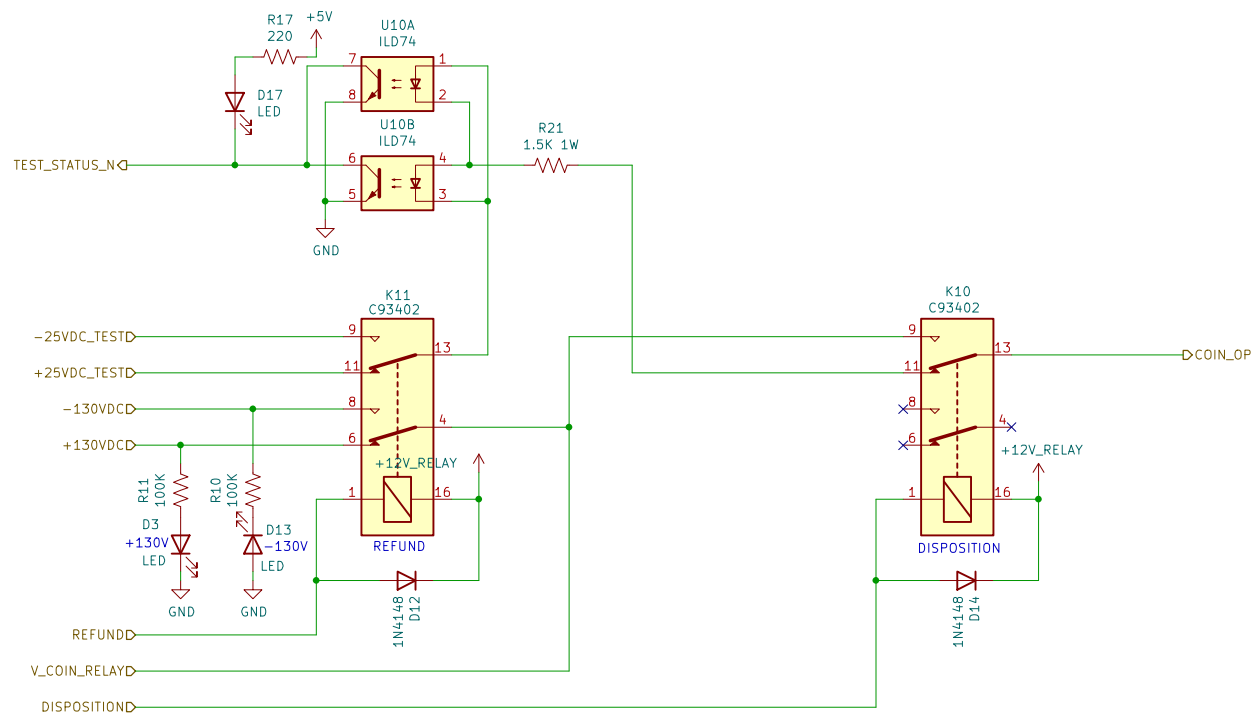 R17
220
+5V
U10A
ILD74
7
1
8
2
D17
LED
U10B
ILD74
R21
1.5K 1W
TEST_STATUS_N
6
4
5
3
GND
K11
C93402
K10
C93402
-25VDC_TEST
9
13
+25VDC_TEST
11
-130VDC
8
4
+130VDC
6
+12V_RELAY
1
16
REFUND
9
13
COIN_OP
11
8
4
6
+12V_RELAY
1
16
DISPOSITION
R11
100K
R10
100K
D3
+130V
LED
D13
-130V
LED
GND
GND
1N4148
D12
1N4148
D14
REFUND
V_COIN_RELAY
DISPOSITION